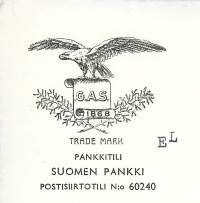 G.A.S.
1868
TRADE MARK
EL
PANKKITILI
SUOMEN PANKKI
POSTISIIRTOTILI N:o 60240